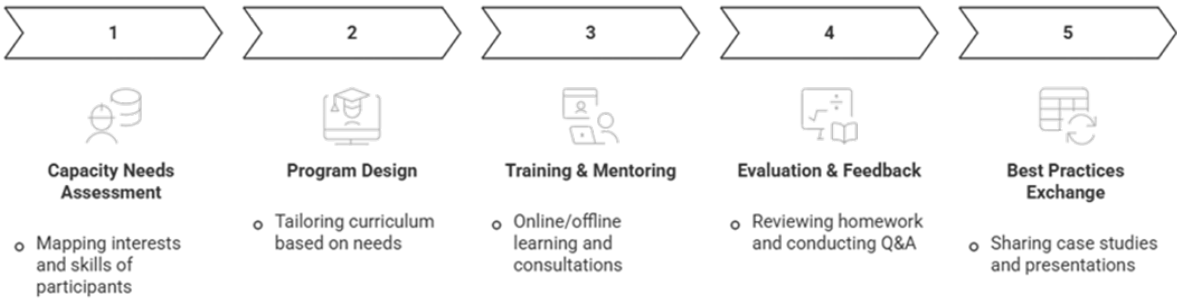 1
2
3
4
5
Capacity Needs
Assessment
Mapping interests
and skills of
participants
Program Design
Tailoring curriculum
based on needs
Training & Mentoring
Online/offline
learning and
consultations
Evaluation & Feedback
Reviewing homework
and conducting Q&A
Best Practices
Exchange
Sharing case studies
and presentations